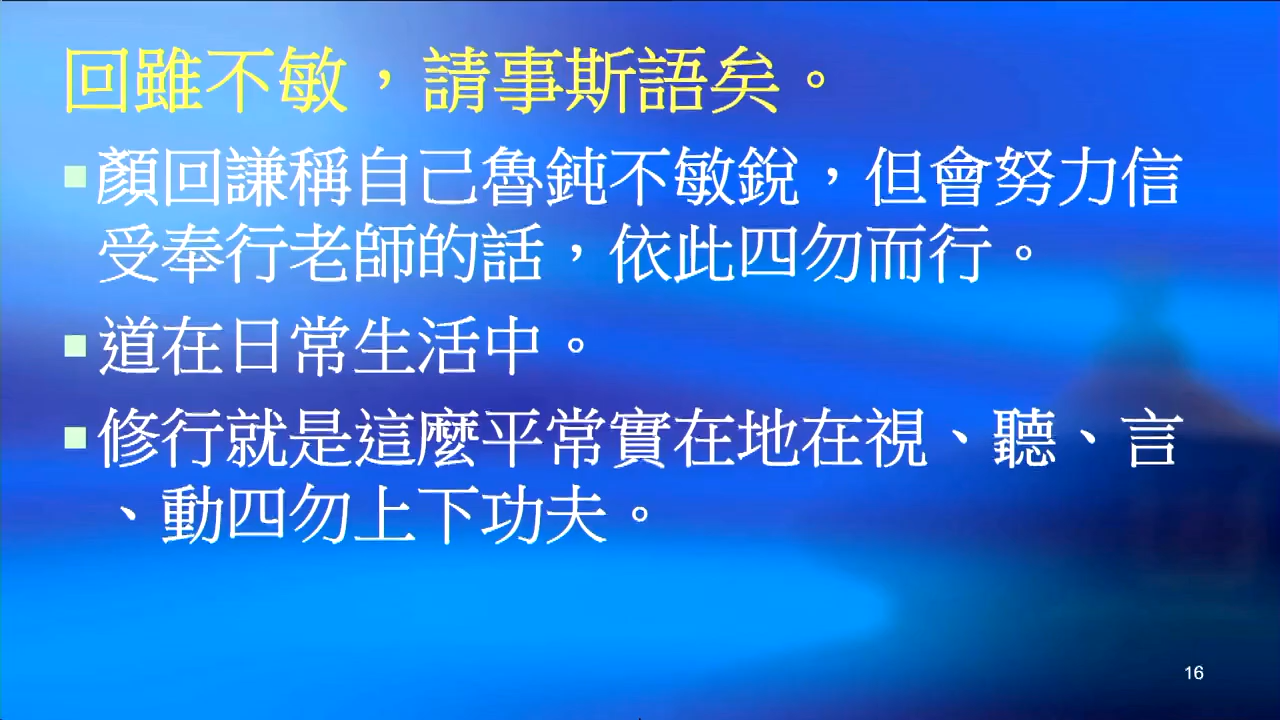 回雖不敏，請事斯語矣。
顏回謙稱自己魯鈍不敏銳，但會努力信
受奉行老師的話，依此四勿而行。
道在日常生活中。
修行就是這麼平常實在地在視、聽、言
、動四勿上下功夫。
16